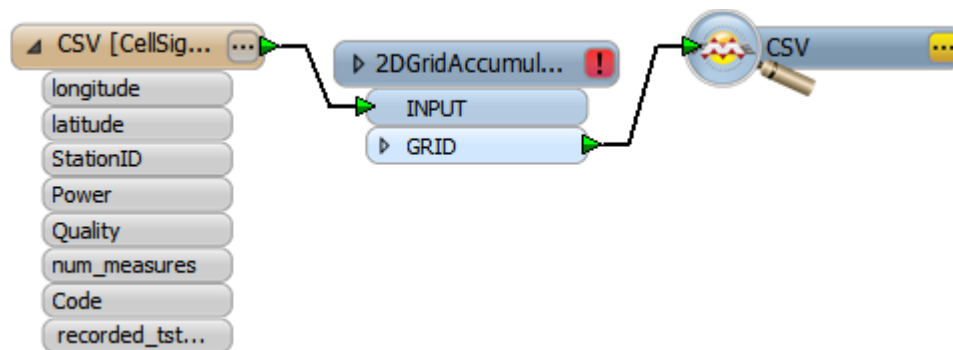 CSV [CellSig... ...
longitude
latitude
StationID
Power
Quality
num_measures
Code
recorded_tst...
2DGridAccumul... !
INPUT
GRID
CSV ...